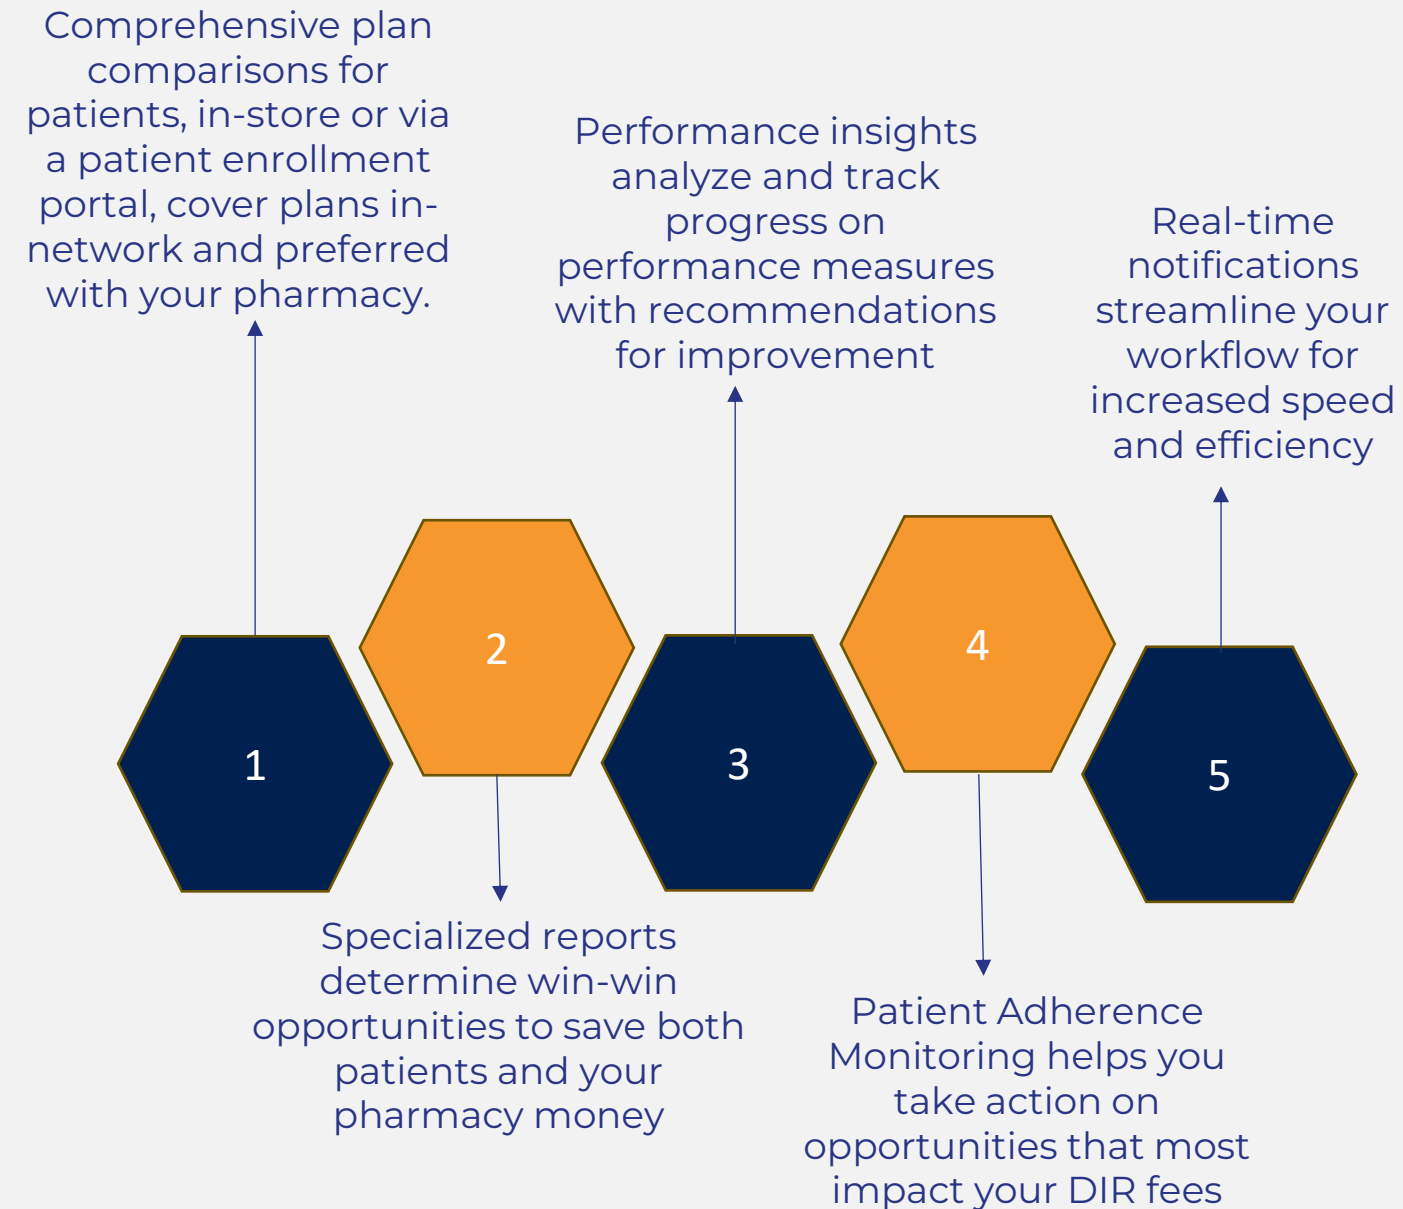 Comprehensive plan
comparisons for
patients, in-store or via
a patient enrollment
portal, cover plans in-
network and preferred
with your pharmacy.
Performance insights
analyze and track
progress on
performance measures
with recommendations
for improvement
Real-time
notifications
streamline your
workflow for
increased speed
and efficiency
1
2
3
4
5
Specialized reports
determine win-win
opportunities to save both
patients and your
pharmacy money
Patient Adherence
Monitoring helps you
take action on
opportunities that most
impact your DIR fees